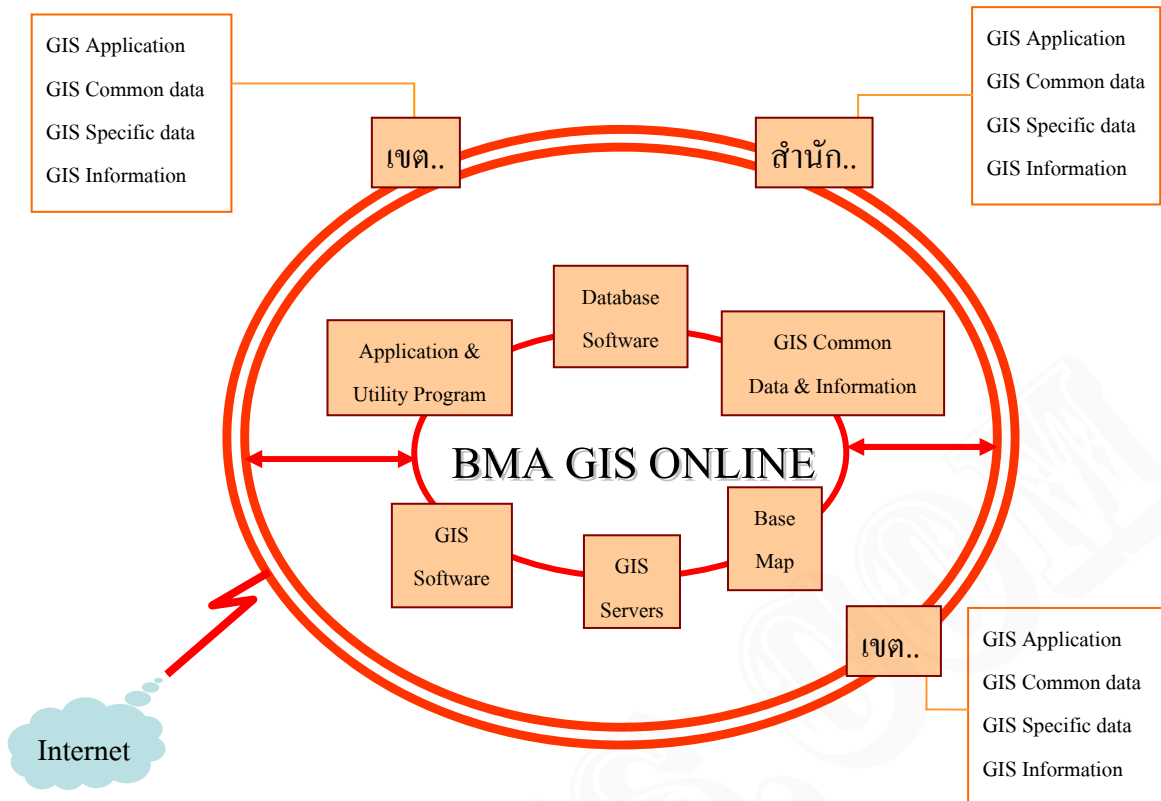 GIS Application
GIS Common data
GIS Specific data
GIS Information
GIS Application
GIS Common data
GIS Specific data
GIS Information
เขต..
สำนัก..
Database
Software
Application &
Utility Program
GIS Common
Data & Information
BMA GIS ONLINE
GIS
Software
GIS
Servers
Base
Map
เขต..
Internet
GIS Application
GIS Common data
GIS Specific data
GIS Information